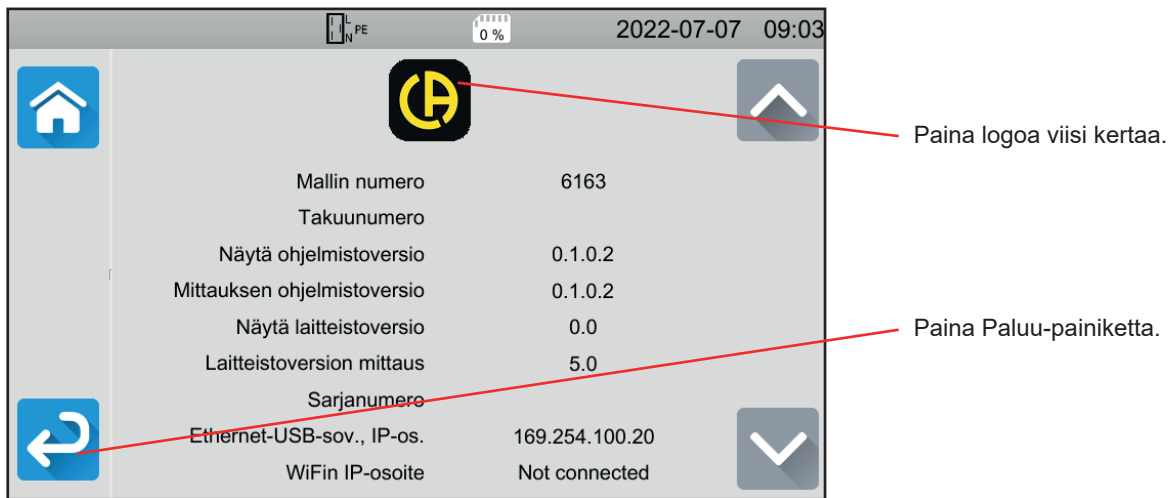 L
N PE
0 %
2022-07-07 09:03
CA
Paina logoa viisi kertaa.
Mallin numero 6163
Takuunumero
Näytä ohjelmistoversio 0.1.0.2
Mittauksen ohjelmistoversio 0.1.0.2
Näytä laitteistoversio 0.0
Paina Paluu-painiketta.
Laitteistoversion mittaus 5.0
Sarjanumero
Ethernet-USB-sov., IP-os. 169.254.100.20
WiFin IP-osoite Not connected